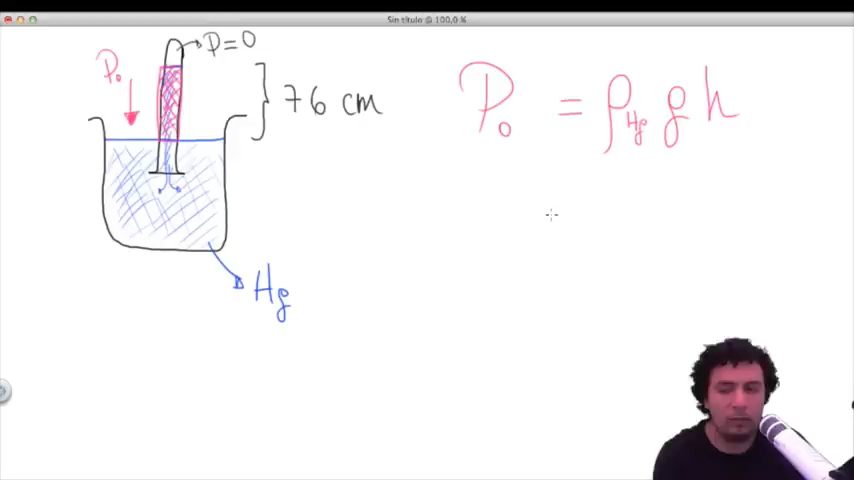 Sin título @ 100,0 %
P=0
P₀
76 cm
P₀ = ρHg g h
Hg